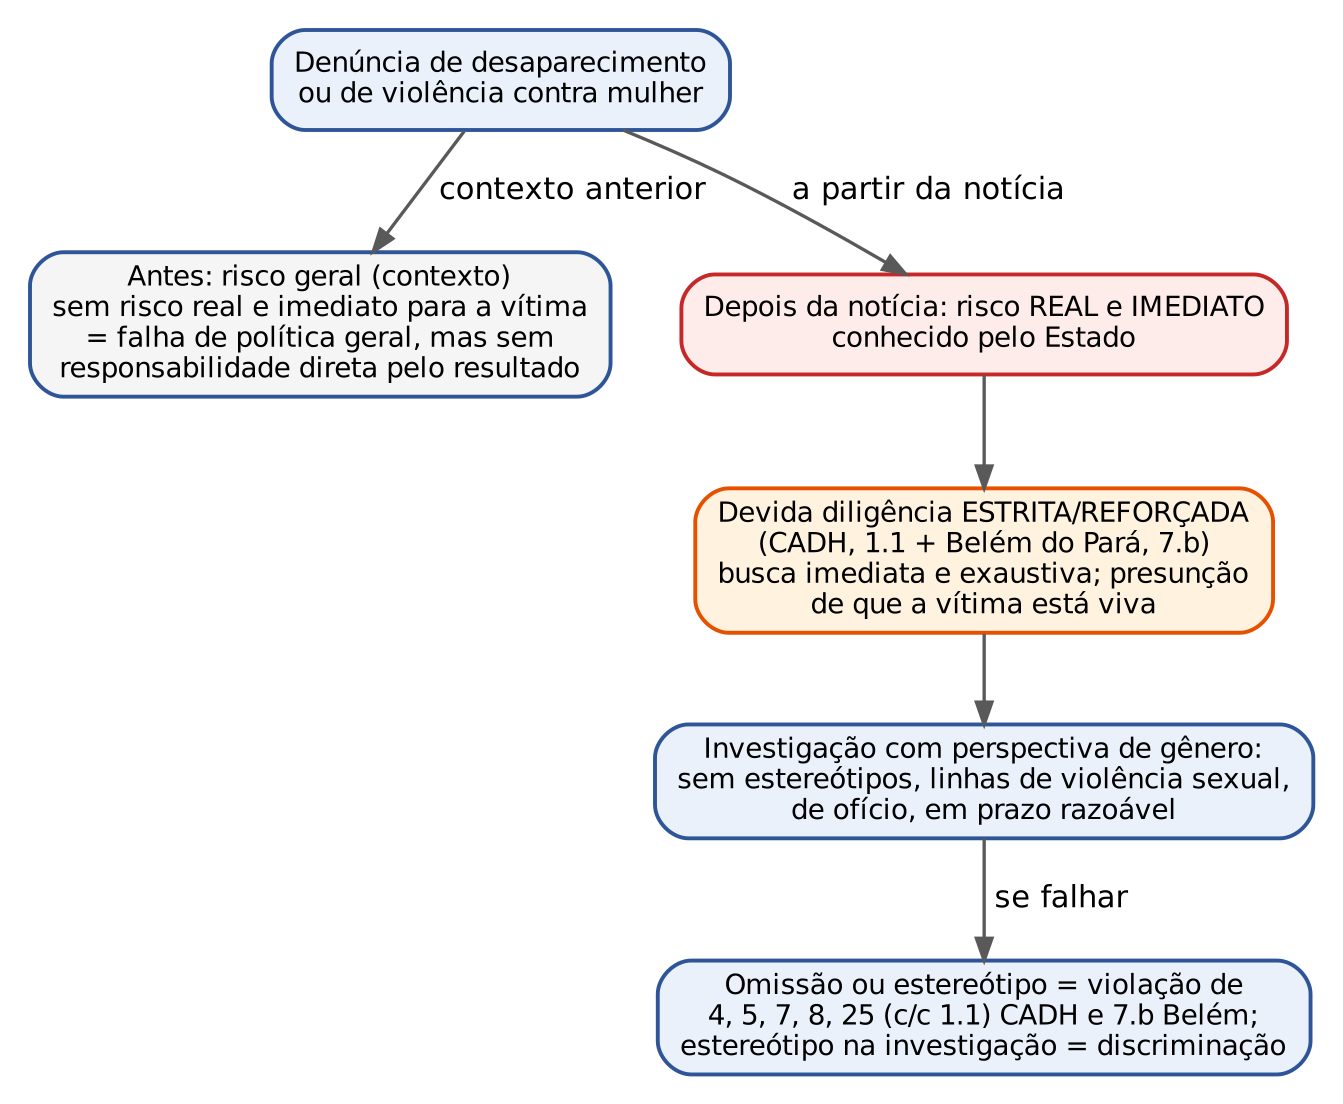 Denúncia de desaparecimento
ou de violência contra mulher
contexto anterior
a partir da notícia
Antes: risco geral (contexto)
sem risco real e imediato para a vítima
= falha de política geral, mas sem
responsabilidade direta pelo resultado
Depois da notícia: risco REAL e IMEDIATO
conhecido pelo Estado
Devida diligência ESTRITA/REFORÇADA
(CADH, 1.1 + Belém do Pará, 7.b)
busca imediata e exaustiva; presunção
de que a vítima está viva
Investigação com perspectiva de gênero:
sem estereótipos, linhas de violência sexual,
de ofício, em prazo razoável
se falhar
Omissão ou estereótipo = violação de
4, 5, 7, 8, 25 (c/c 1.1) CADH e 7.b Belém;
estereótipo na investigação = discriminação